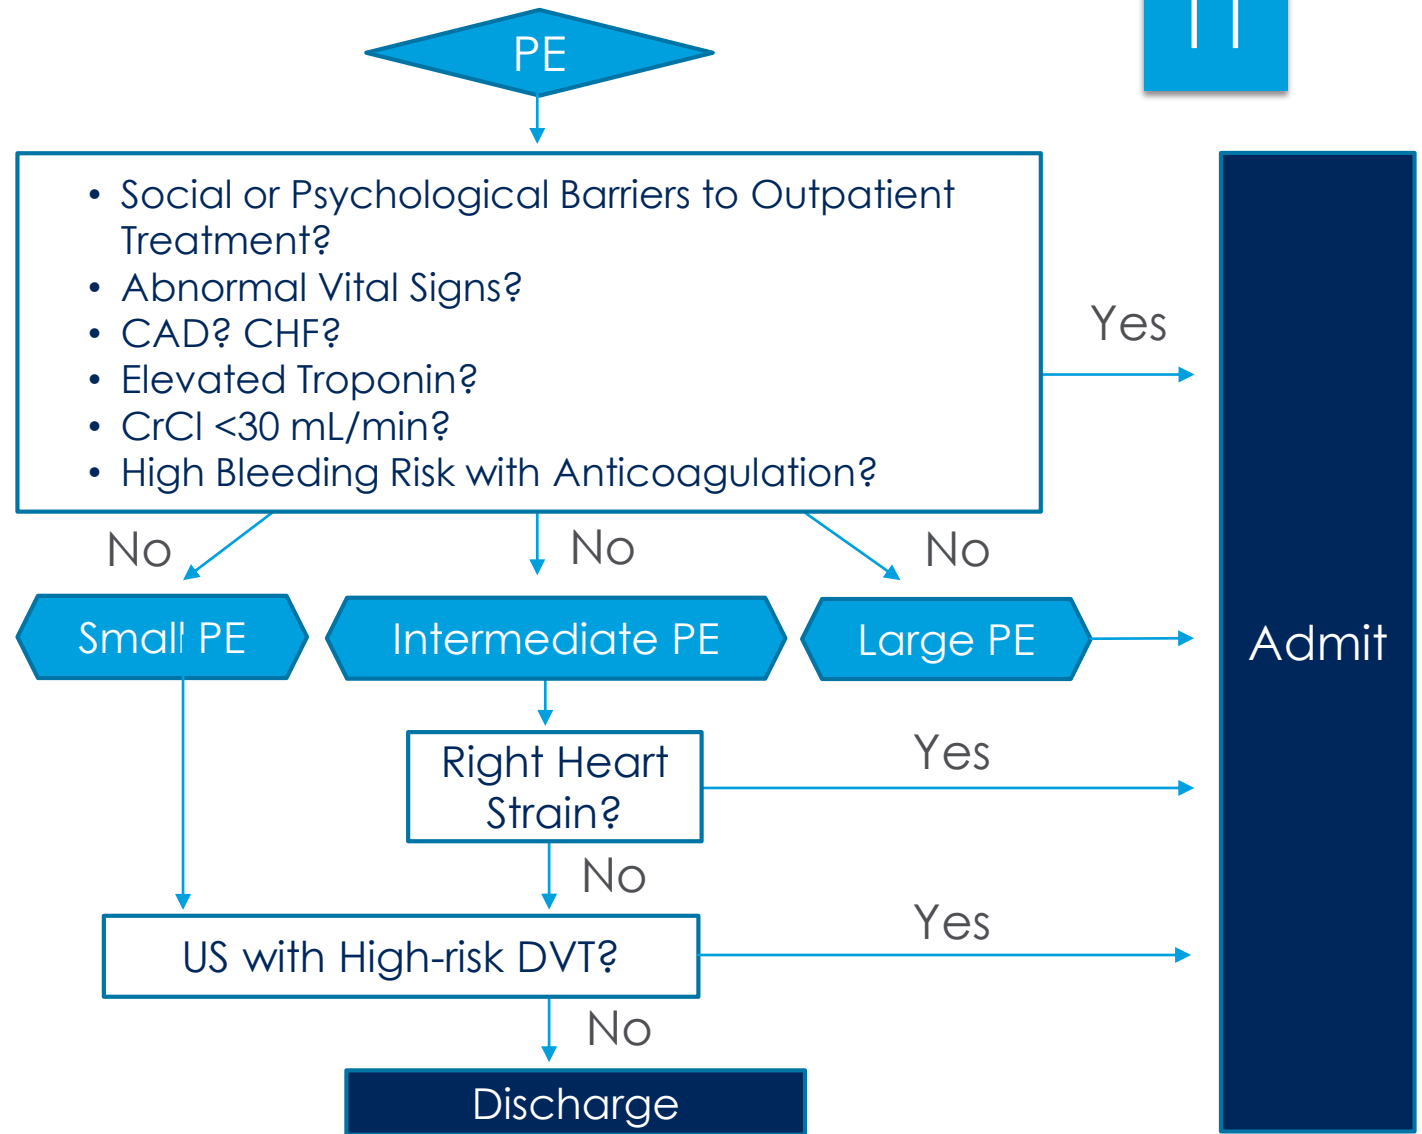 PE
11
• Social or Psychological Barriers to Outpatient
Treatment?
• Abnormal Vital Signs?
• CAD? CHF?
• Elevated Troponin?
• CrCl <30 mL/min?
• High Bleeding Risk with Anticoagulation?
Yes
No
No
No
Small PE
Intermediate PE
Large PE
Admit
Right Heart
Strain?
Yes
No
US with High-risk DVT?
Yes
No
Discharge